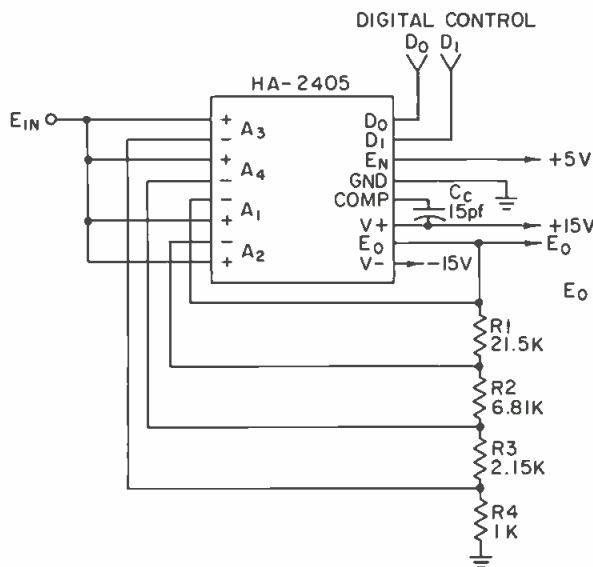 DIGITAL CONTROL
D0 D1
HA-2405
EIN
+ A3
-
+ A4
-
- A1
+
- A2
+
D0
D1
EN
GND
COMP
V+
E0
V-
CC
15pf
+5V
+15V
E0
-15V
E0
R1
21.5K
R2
6.81K
R3
2.15K
R4
1K